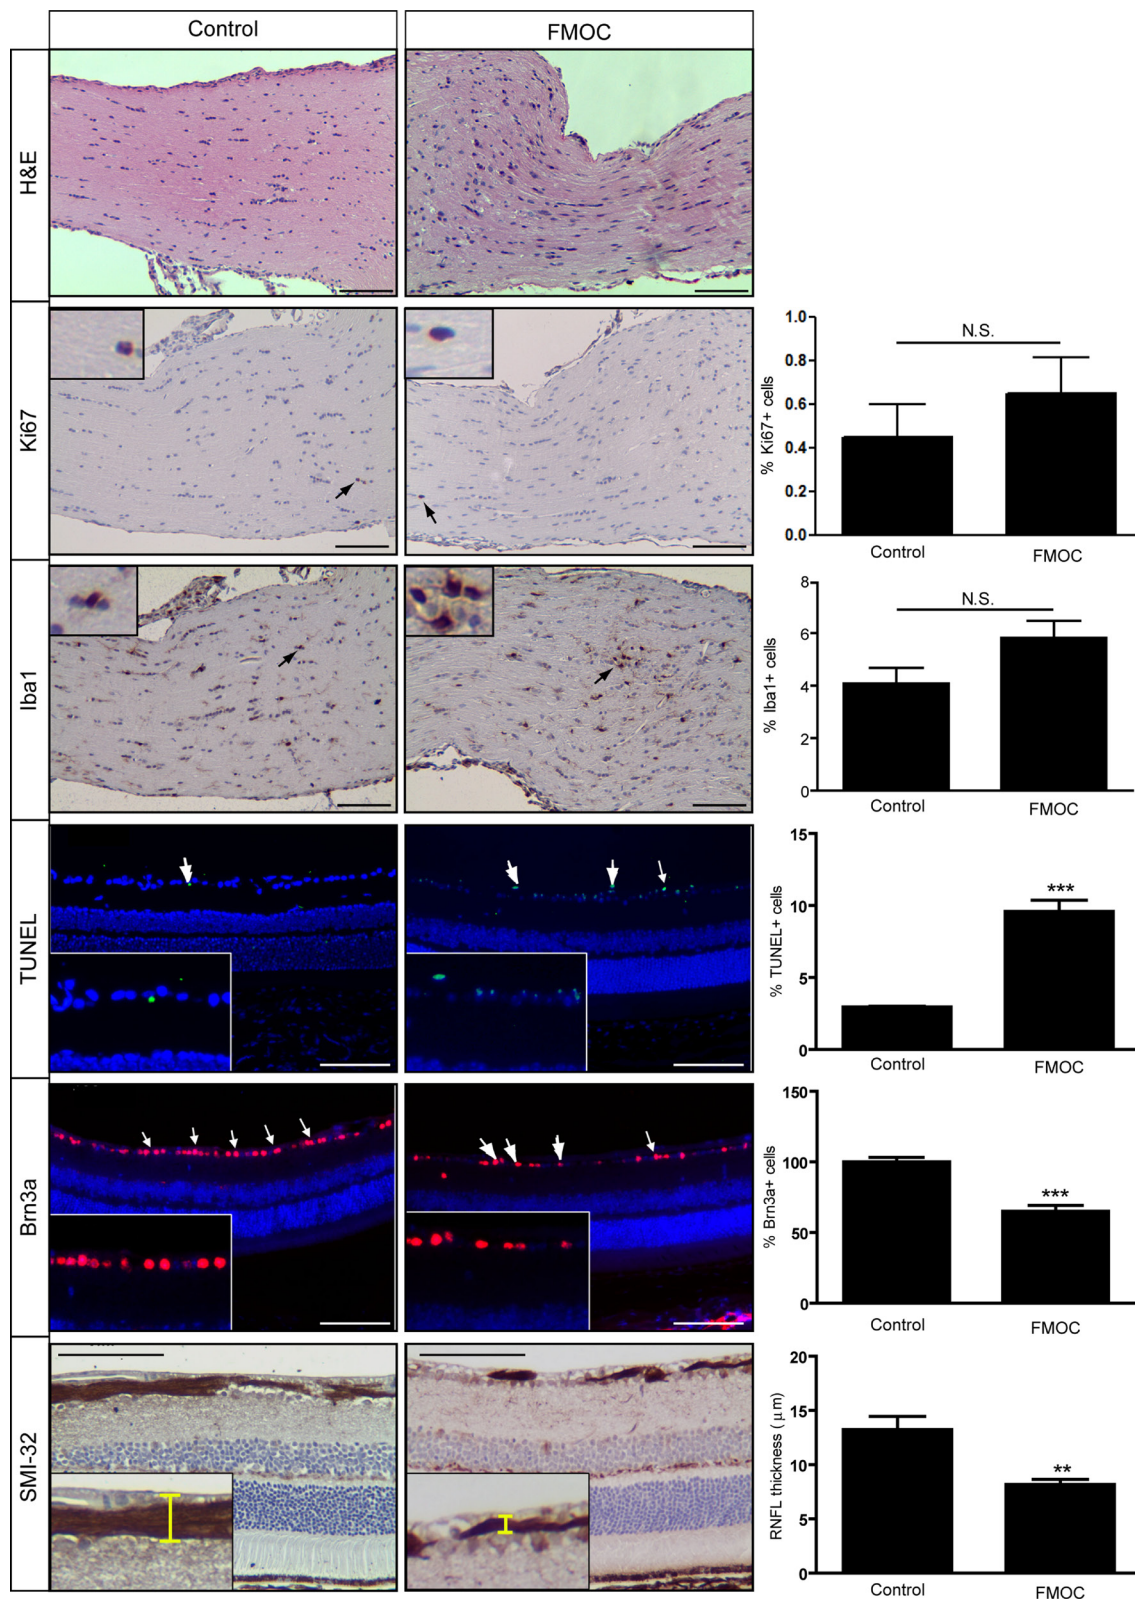 Control
FMOC
H&E
Ki67
1.0
0.8
0.6
0.4
0.2
0.0
% Ki67+ cells
N.S.
Control
FMOC
Iba1
8
6
4
2
0
% Iba1+ cells
N.S.
Control
FMOC
TUNEL
15
10
5
0
% TUNEL+ cells
***
Control
FMOC
Brn3a
150
100
50
0
% Brn3a+ cells
***
Control
FMOC
SMI-32
20
15
10
5
0
RNFL thickness (μm)
**
Control
FMOC